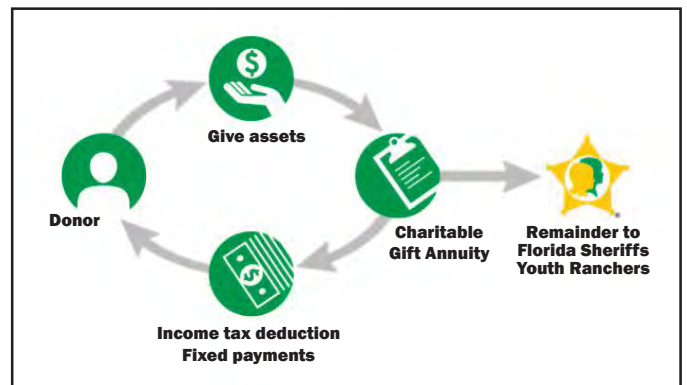 Give assets
Donor
Charitable
Gift Annuity
Remainder to
Florida Sheriffs
Youth Ranchers
Income tax deduction
Fixed payments